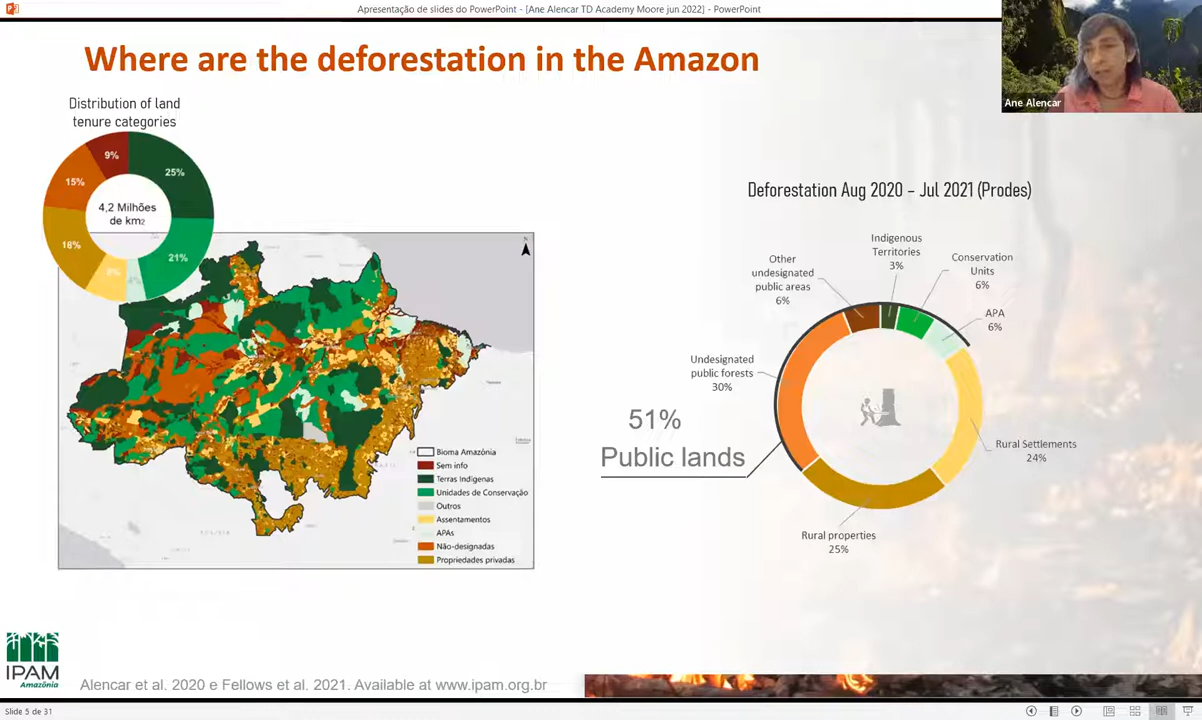 Apresentação de slides do PowerPoint - [Ane Alencar TD Academy Moore jun 2022] - PowerPoint
Where are the deforestation in the Amazon
Ane Alencar
Distribution of land
tenure categories
9%
25%
15%
4,2 Milhões
de km2
18%
21%
8%
4%
N
Bioma Amazônia
Sem info
Terras Indígenas
Unidades de Conservação
Outros
Assentamentos
APAs
Não-designadas
Propriedades privadas
Deforestation Aug 2020 – Jul 2021 (Prodes)
Indigenous
Territories
3%
Other
undesignated
public areas
6%
Conservation
Units
6%
APA
6%
Undesignated
public forests
30%
51%
Public lands
Rural Settlements
24%
Rural properties
25%
IPAM
Amazônia
Alencar et al. 2020 e Fellows et al. 2021. Available at www.ipam.org.br
Slide 5 de 31